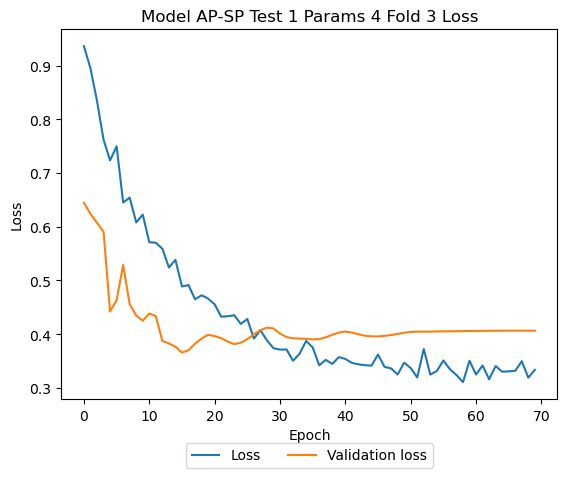 Model AP-SP Test 1 Params 4 Fold 3 Loss
0.9
0.8
0.7
0.6
0.5
0.4
0.3
Loss
0 10 20 30 40 50 60 70
Epoch
Loss Validation loss